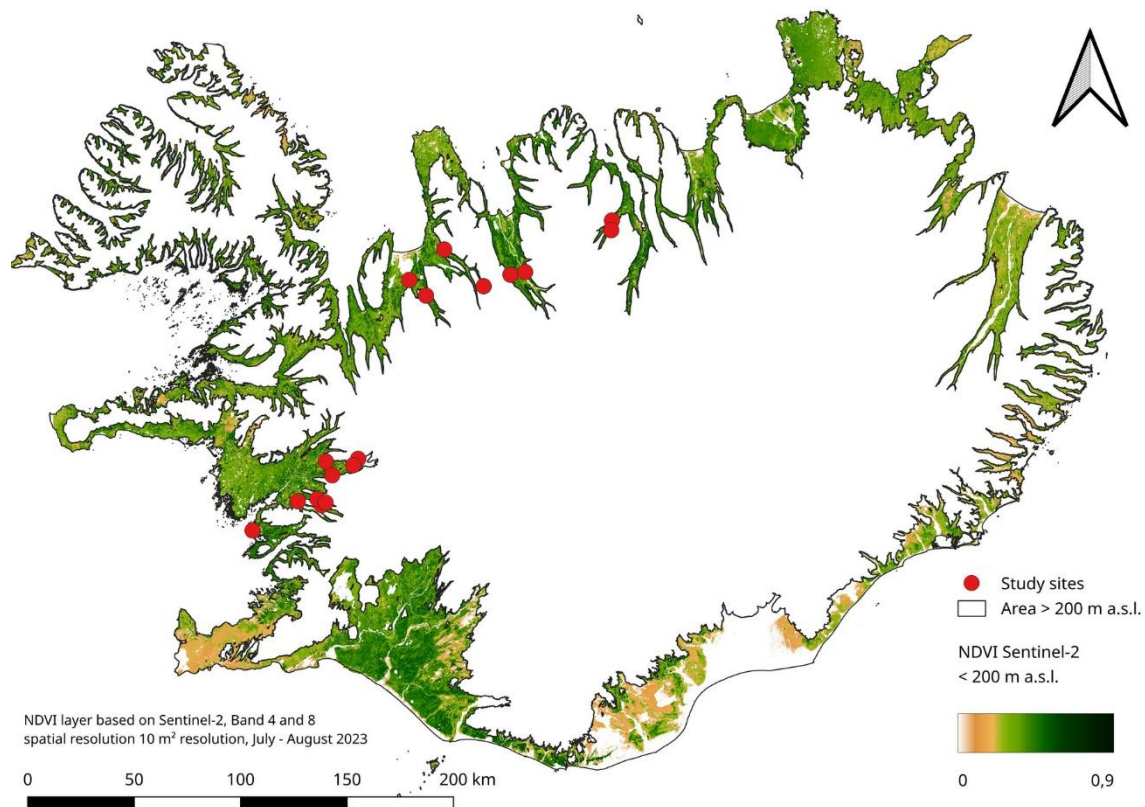 Study sites
Area > 200 m a.s.l.
NDVI Sentinel-2
< 200 m a.s.l.
0 0,9
NDVI layer based on Sentinel-2, Band 4 and 8
spatial resolution 10 m² resolution, July - August 2023
0 50 100 150 200 km